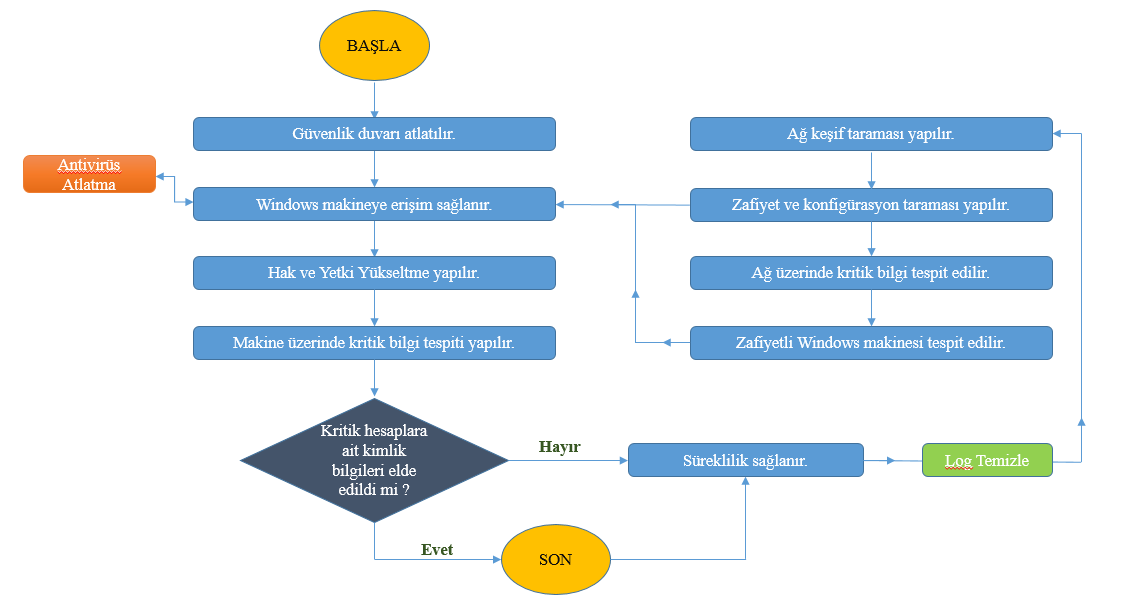 BAŞLA
Güvenlik duvarı atlatılır.
Antivirüs
Atlatma
Windows makineye erişim sağlanır.
Hak ve Yetki Yükseltme yapılır.
Makine üzerinde kritik bilgi tespiti yapılır.
Kritik hesaplara
ait kimlik
bilgileri elde
edildi mi ?
Hayır
Evet
SON
Süreklilik sağlanır.
Log Temizle
Ağ keşif taraması yapılır.
Zafiyet ve konfigürasyon taraması yapılır.
Ağ üzerinde kritik bilgi tespit edilir.
Zafiyetli Windows makinesi tespit edilir.